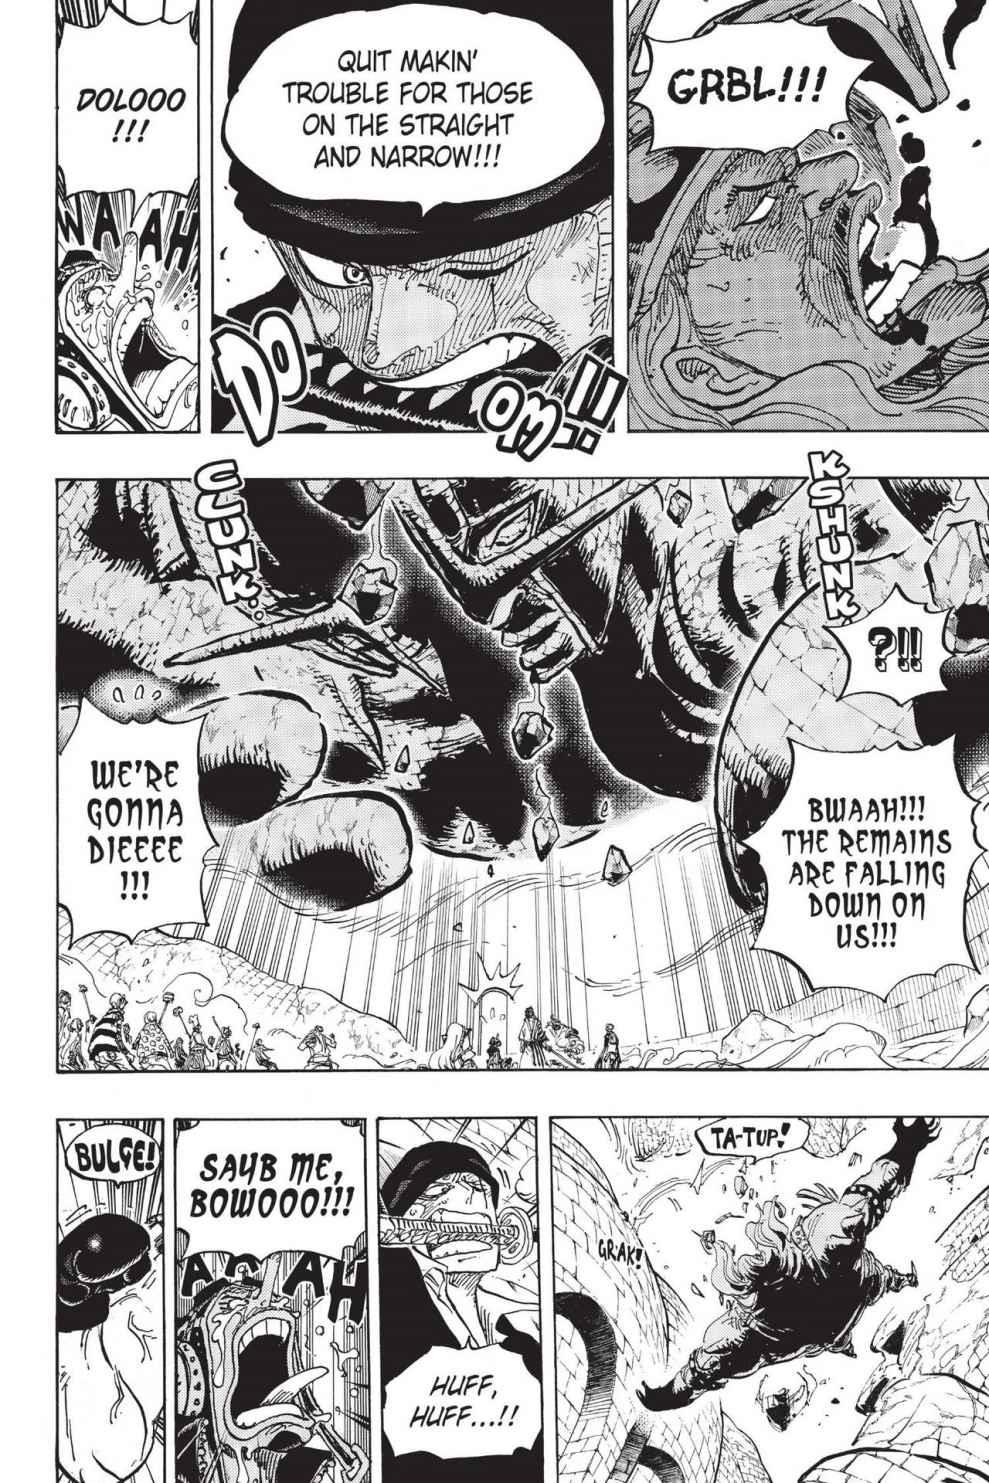 GRBL!!!
QUIT MAKIN'
TROUBLE FOR THOSE
ON THE STRAIGHT
AND NARROW!!!
DO
OM..!!
DOLOOO
!!!
WAAH
KSHUNK
?!!
BWAAH!!!
THE REMAINS
ARE FALLING
DOWN ON
US!!!
CLUNK..
WE'RE
GONNA
DIEEEE
!!!
TA-TUP!
GRAK!
HUFF,
HUFF...!!
SAYB ME,
BOWOOO!!!
AAAH
BULGE!